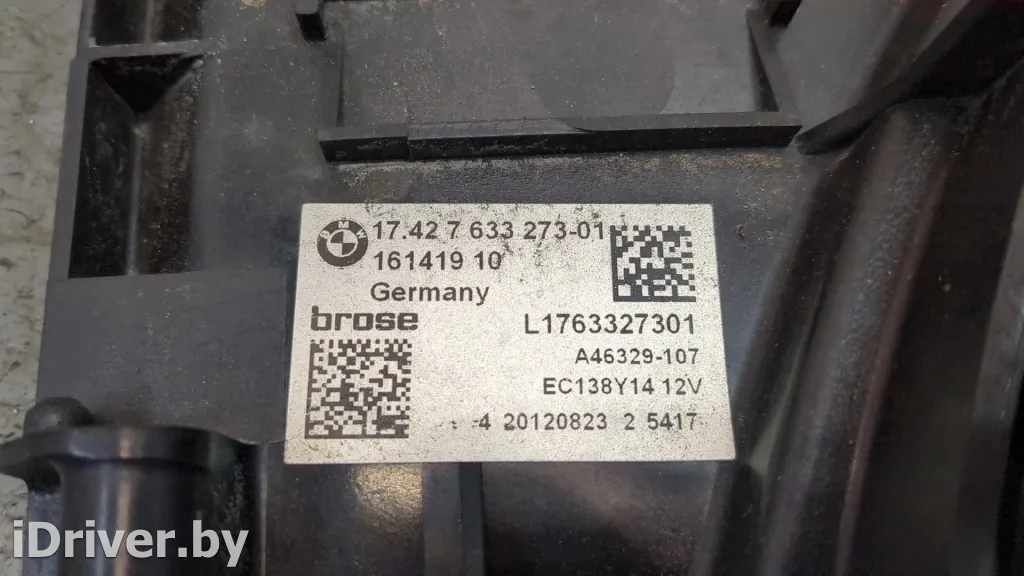 BMW
17.42 7 633 273-01
161419 10
Germany
brose
L1763327301
A46329-107
EC138Y14 12V
4 20120823 2 5417
iDriver.by